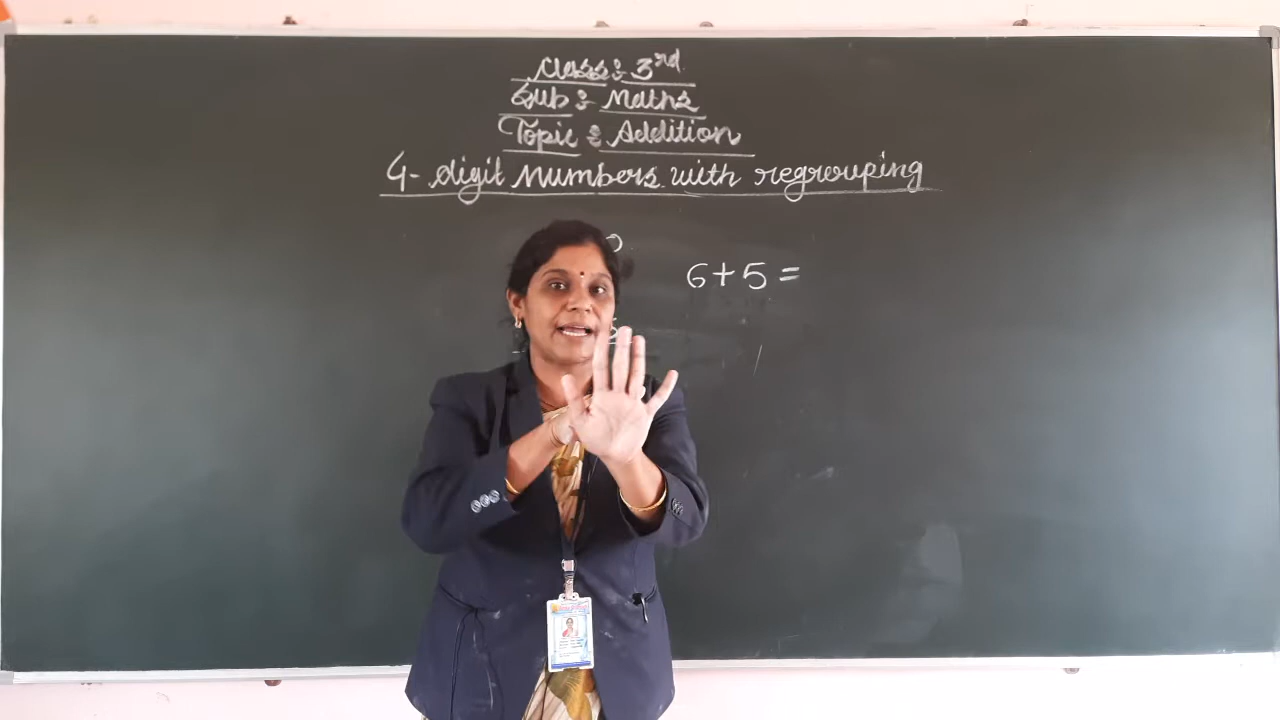 Class : 3rd
Sub : Maths
Topic : Addition
4- digit numbers with regrouping
6+5=